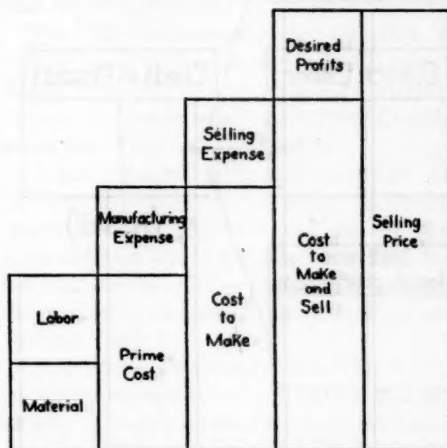 Desired
Profits
Selling
Expense
Manufacturing
Expense
Selling
Price
Cost
to
Make
and
Sell
Labor
Cost
to
Make
Prime
Cost
Material